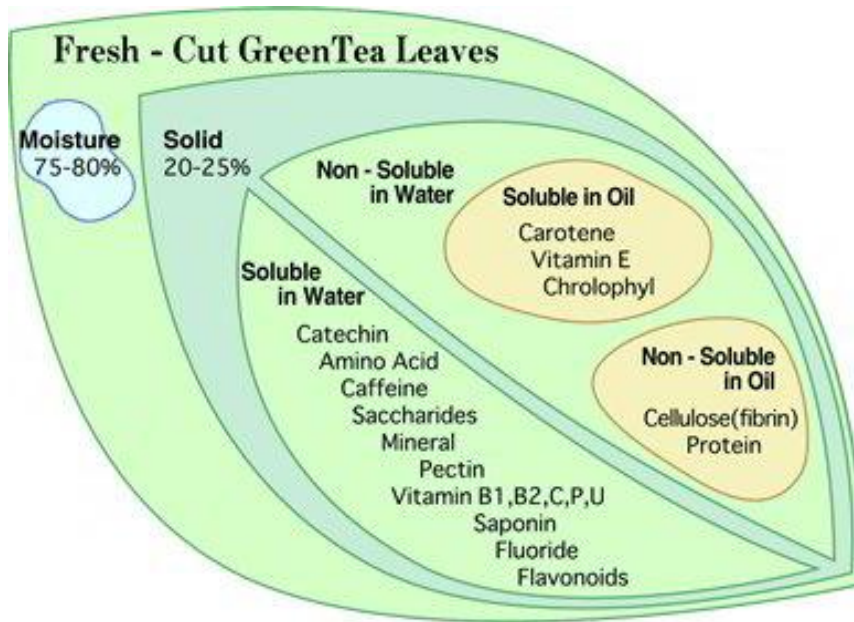 Fresh - Cut GreenTea Leaves
Moisture
75-80%
Solid
20-25%
Non - Soluble
in Water
Soluble in Oil
Carotene
Vitamin E
Chrolophyl
Non - Soluble
in Oil
Cellulose(fibrin)
Protein
Soluble
in Water
Catechin
Amino Acid
Caffeine
Saccharides
Mineral
Pectin
Vitamin B1,B2,C,P,U
Saponin
Fluoride
Flavonoids